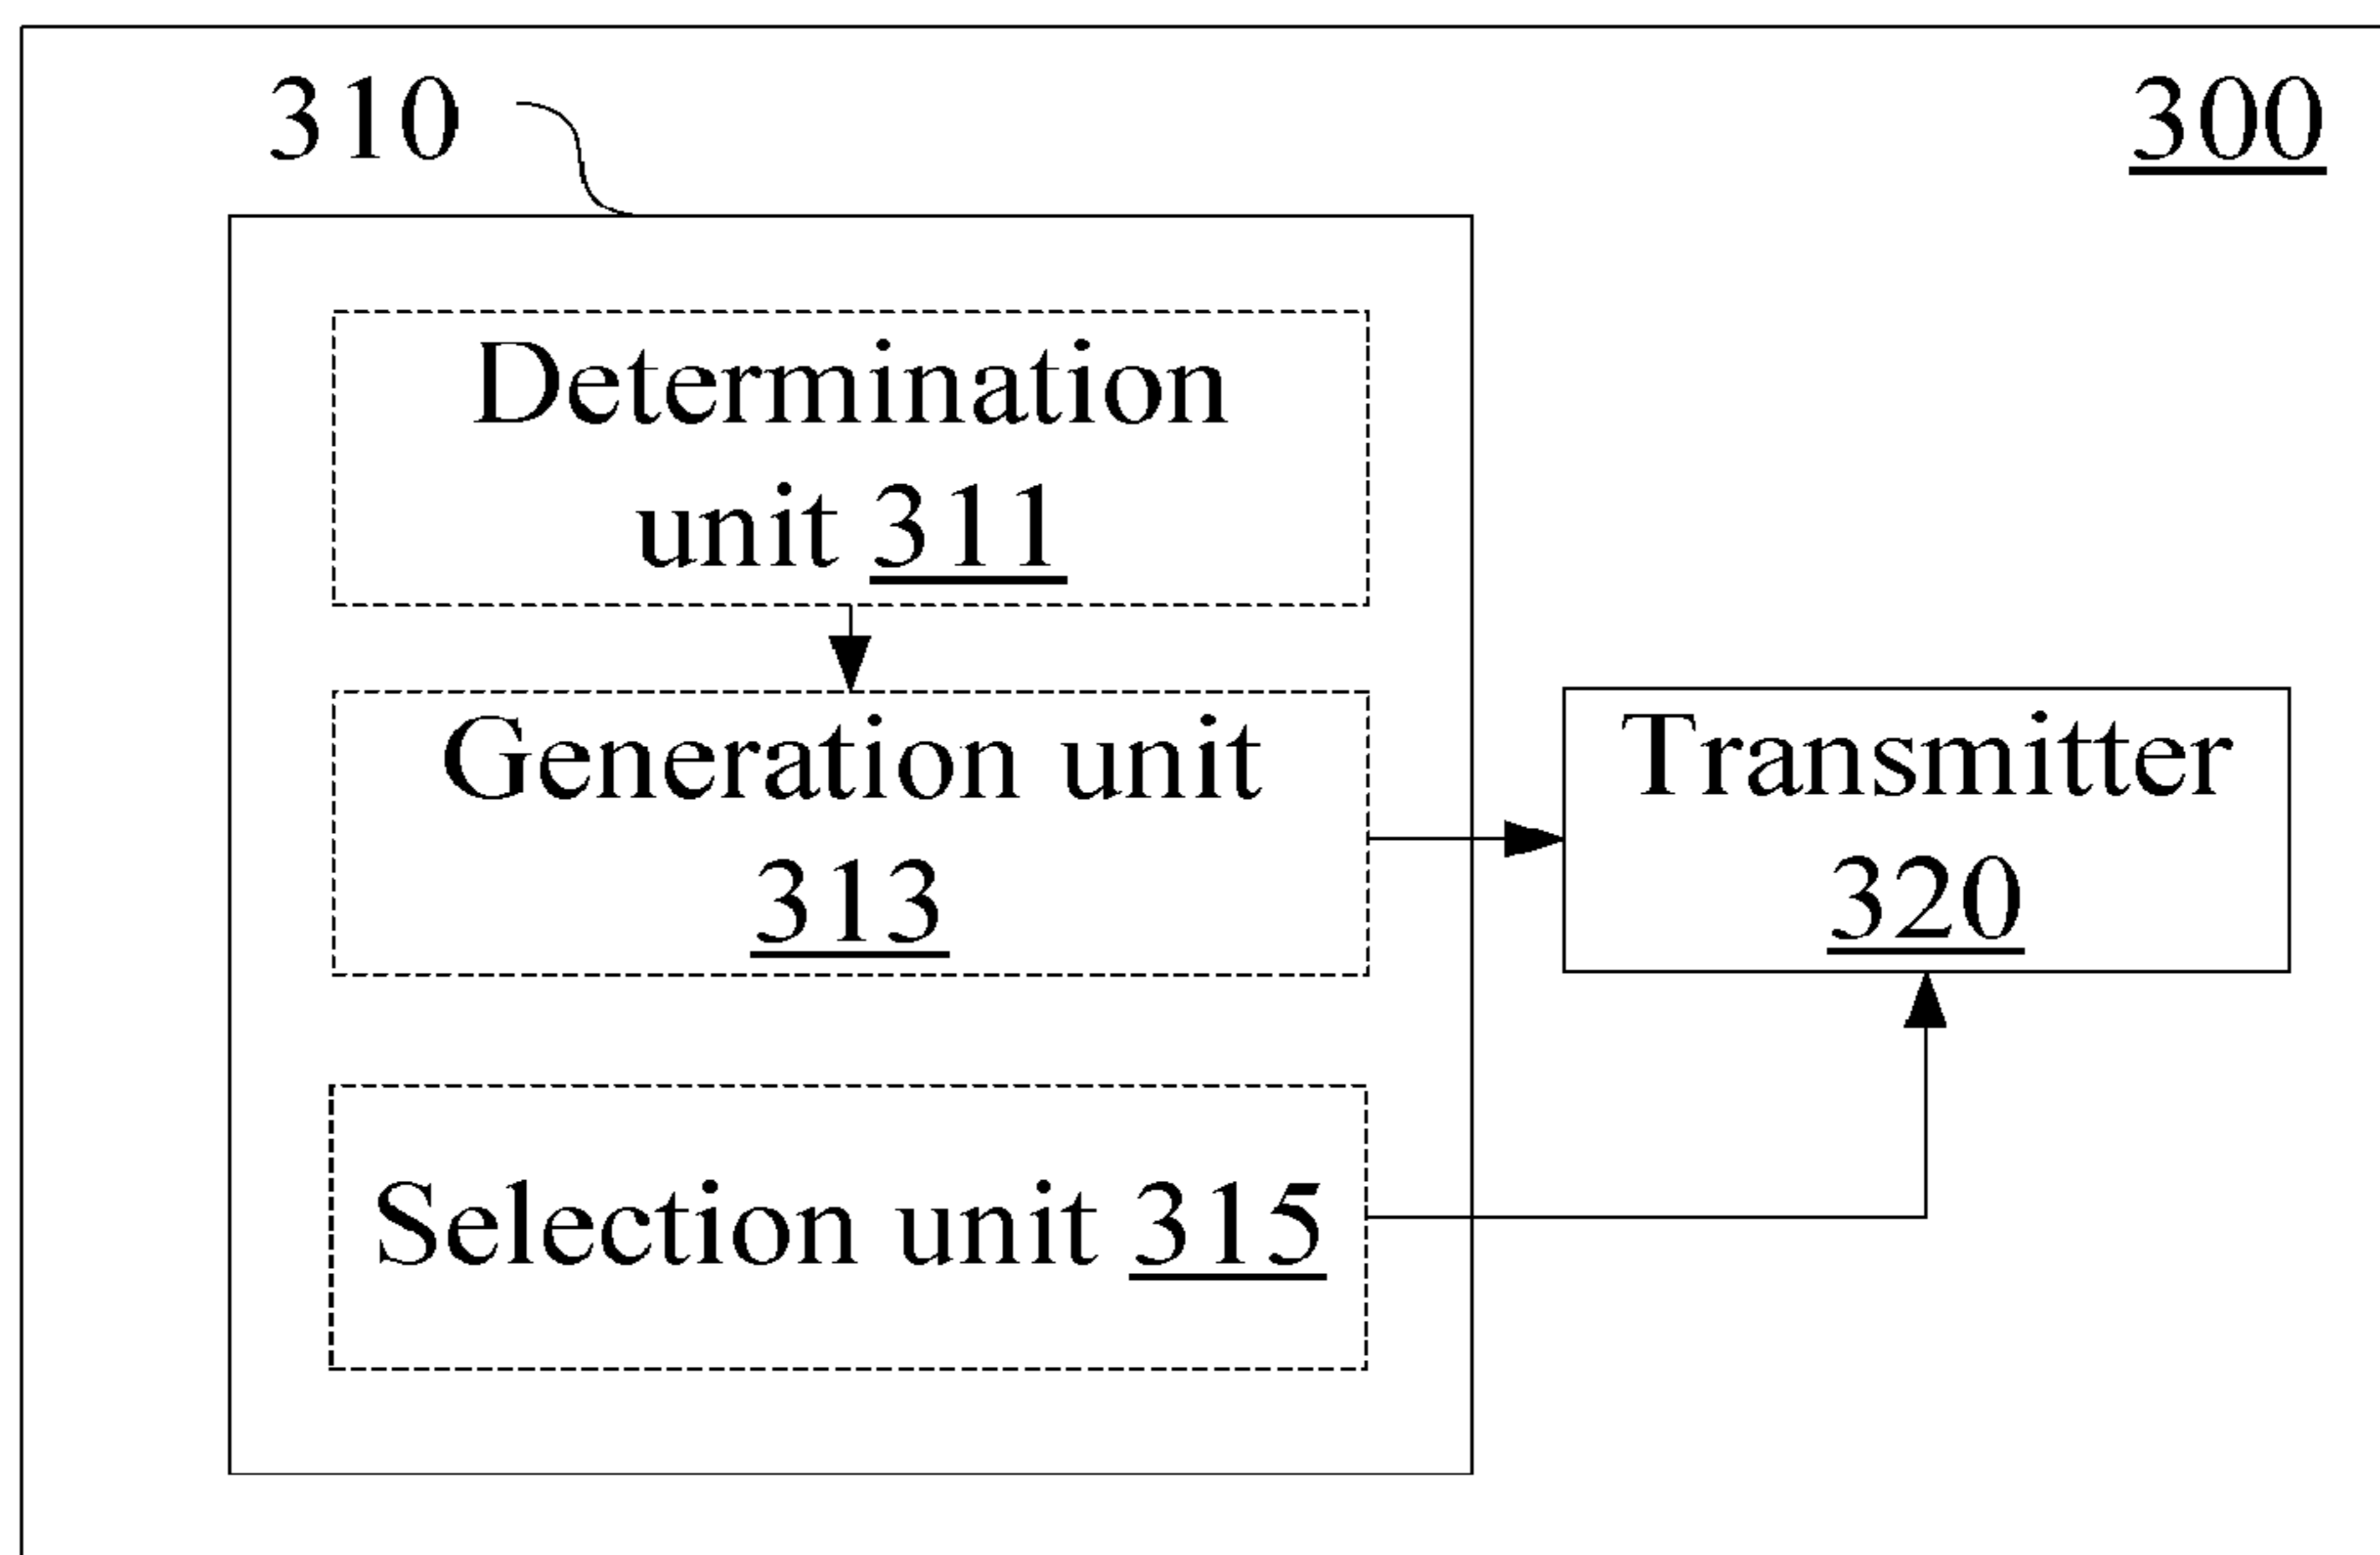 310
300
Determination
unit 311
Generation unit
313
Transmitter
320
Selection unit 315